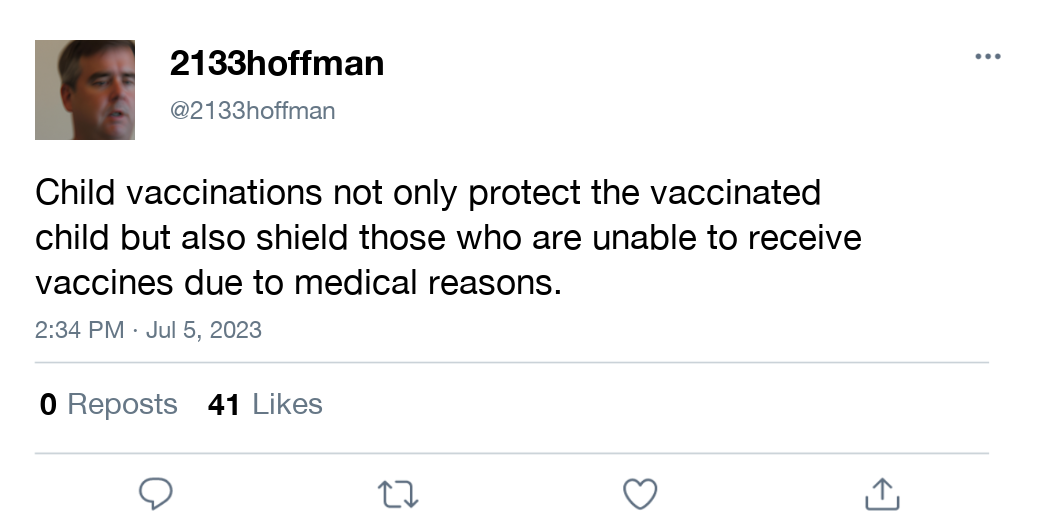 2133hoffman
@2133hoffman
Child vaccinations not only protect the vaccinated
child but also shield those who are unable to receive
vaccines due to medical reasons.
2:34 PM · Jul 5, 2023
0 Reposts 41 Likes